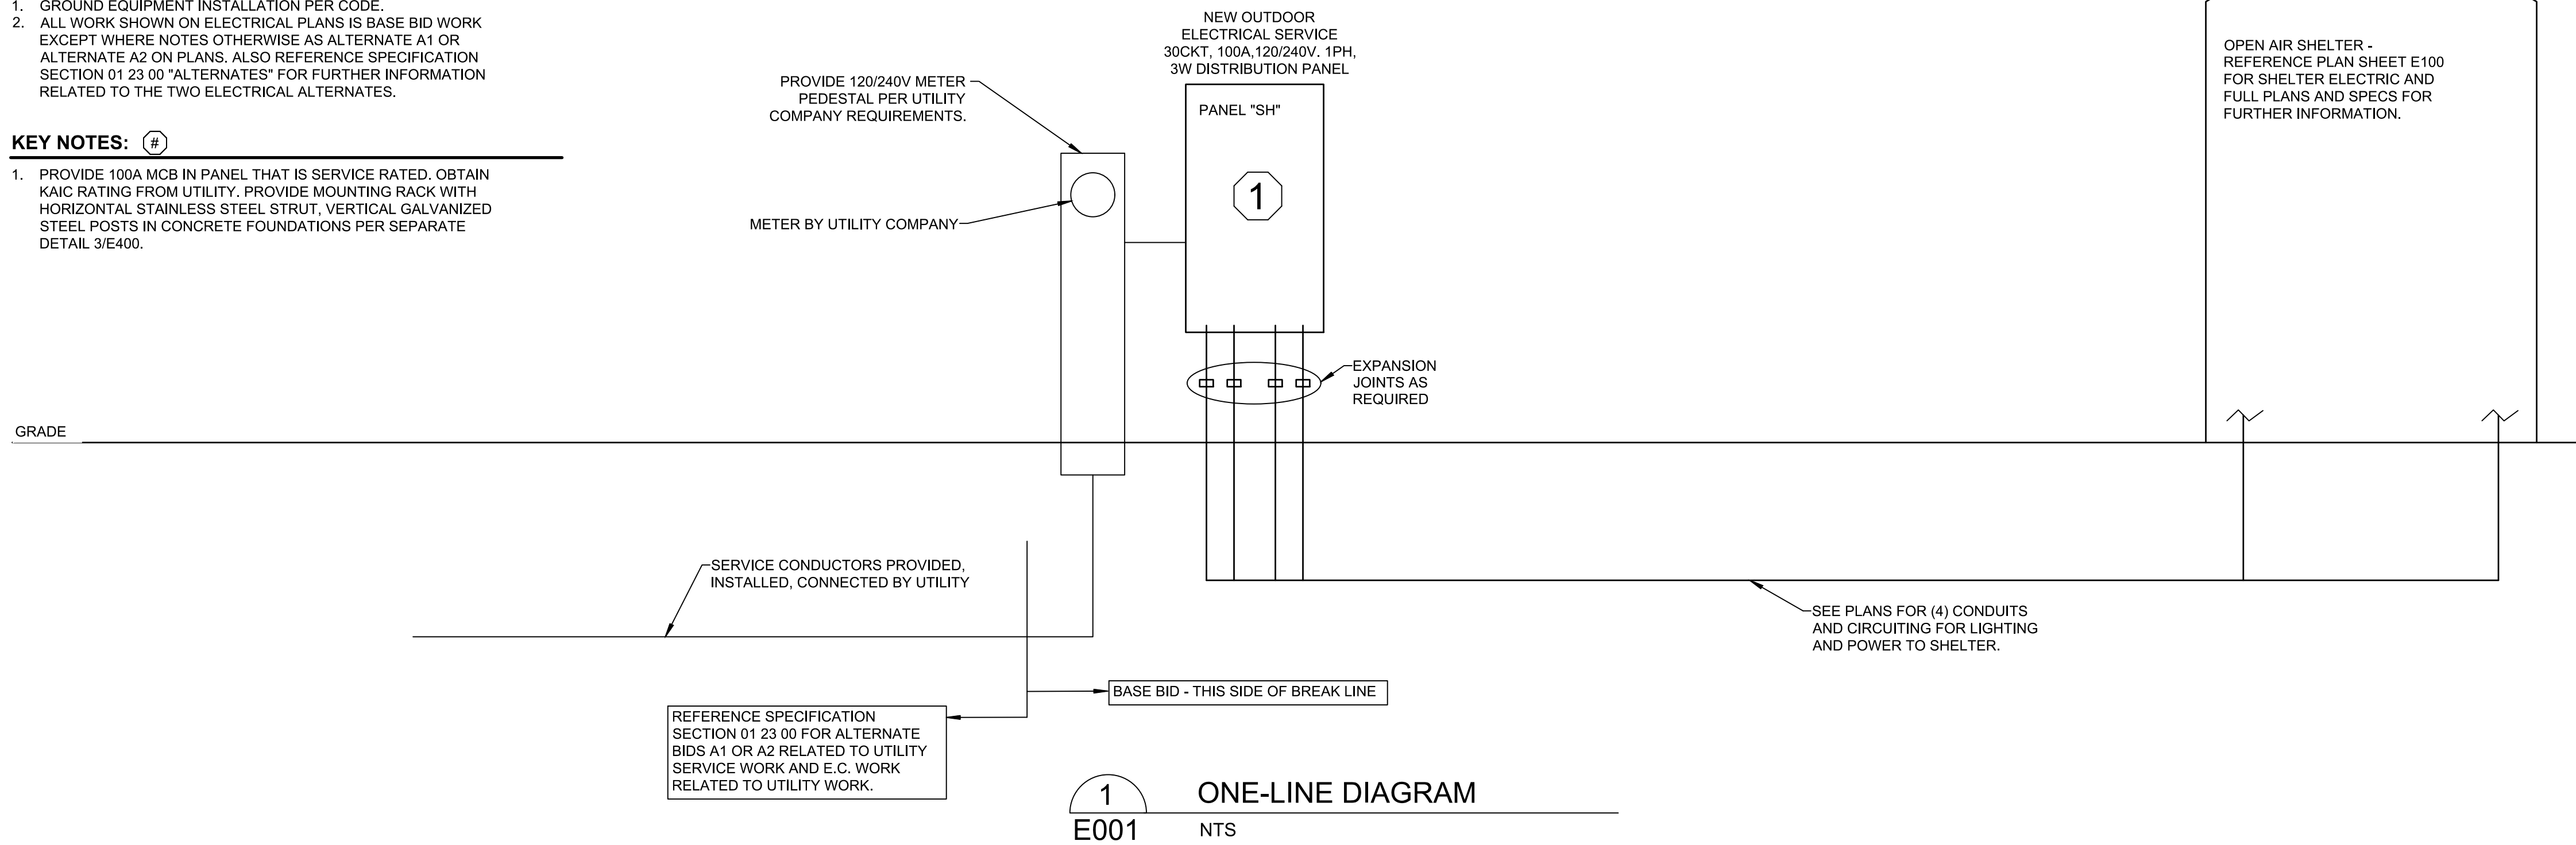 1. GROUND EQUIPMENT INSTALLATION PER CODE.
2. ALL WORK SHOWN ON ELECTRICAL PLANS IS BASE BID WORK
EXCEPT WHERE NOTES OTHERWISE AS ALTERNATE A1 OR
ALTERNATE A2 ON PLANS. ALSO REFERENCE SPECIFICATION
SECTION 01 23 00 "ALTERNATES" FOR FURTHER INFORMATION
RELATED TO THE TWO ELECTRICAL ALTERNATES.
KEY NOTES: #
1. PROVIDE 100A MCB IN PANEL THAT IS SERVICE RATED. OBTAIN
KAIC RATING FROM UTILITY. PROVIDE MOUNTING RACK WITH
HORIZONTAL STAINLESS STEEL STRUT, VERTICAL GALVANIZED
STEEL POSTS IN CONCRETE FOUNDATIONS PER SEPARATE
DETAIL 3/E400.
PROVIDE 120/240V METER
PEDESTAL PER UTILITY
COMPANY REQUIREMENTS.
METER BY UTILITY COMPANY
NEW OUTDOOR
ELECTRICAL SERVICE
30CKT, 100A,120/240V. 1PH,
3W DISTRIBUTION PANEL
PANEL "SH"
1
EXPANSION
JOINTS AS
REQUIRED
OPEN AIR SHELTER -
REFERENCE PLAN SHEET E100
FOR SHELTER ELECTRIC AND
FULL PLANS AND SPECS FOR
FURTHER INFORMATION.
GRADE
SERVICE CONDUCTORS PROVIDED,
INSTALLED, CONNECTED BY UTILITY
SEE PLANS FOR (4) CONDUITS
AND CIRCUITING FOR LIGHTING
AND POWER TO SHELTER.
BASE BID - THIS SIDE OF BREAK LINE
REFERENCE SPECIFICATION
SECTION 01 23 00 FOR ALTERNATE
BIDS A1 OR A2 RELATED TO UTILITY
SERVICE WORK AND E.C. WORK
RELATED TO UTILITY WORK.
1
E001
ONE-LINE DIAGRAM
NTS